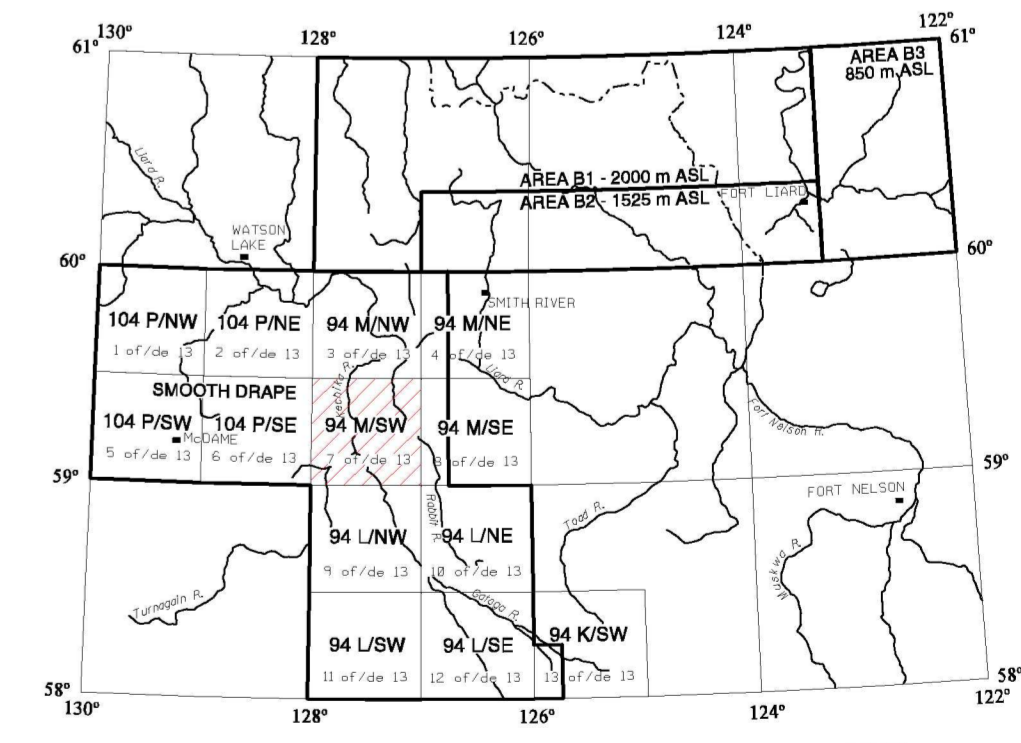 130°
128°
126°
124°
122°
61°
61°
AREA B3
850 m ASL
Liard R.
AREA B1 - 2000 m ASL
AREA B2 - 1525 m ASL
FORT LIARD
WATSON
LAKE
60°
60°
SMITH RIVER
104 P/NW
104 P/NE
94 M/NW
94 M/NE
1 of/de 13
2 of/de 13
3 of/de 13
4 of/de 13
Kechika R.
Liard R.
SMOOTH DRAPE
104 P/SW
104 P/SE
94 M/SW
94 M/SE
McDAME
Fort Nelson R.
5 of/de 13
6 of/de 13
7 of/de 13
8 of/de 13
59°
59°
FORT NELSON
Rabbit R.
Toad R.
94 L/NW
94 L/NE
9 of/de 13
10 of/de 13
Muskwa R.
Turnagain R.
Gataga R.
94 L/SW
94 L/SE
94 K/SW
11 of/de 13
12 of/de 13
13 of/de 13
58°
58°
130°
128°
126°
124°
122°